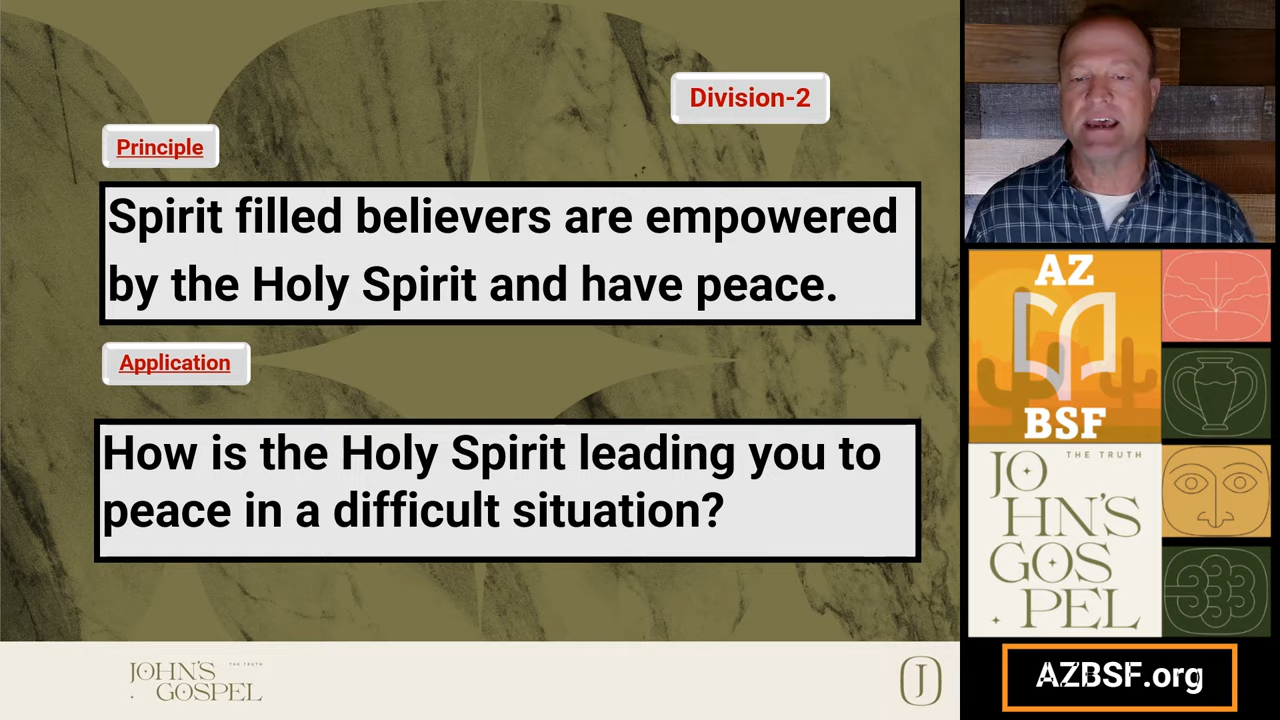 Division-2
Principle
Spirit filled believers are empowered
by the Holy Spirit and have peace.
Application
How is the Holy Spirit leading you to
peace in a difficult situation?
JOHN'S
THE TRUTH
GOSPEL
J
AZ
BSF
JO
THE TRUTH
HN'S
GOS
PEL
AZBSF.org